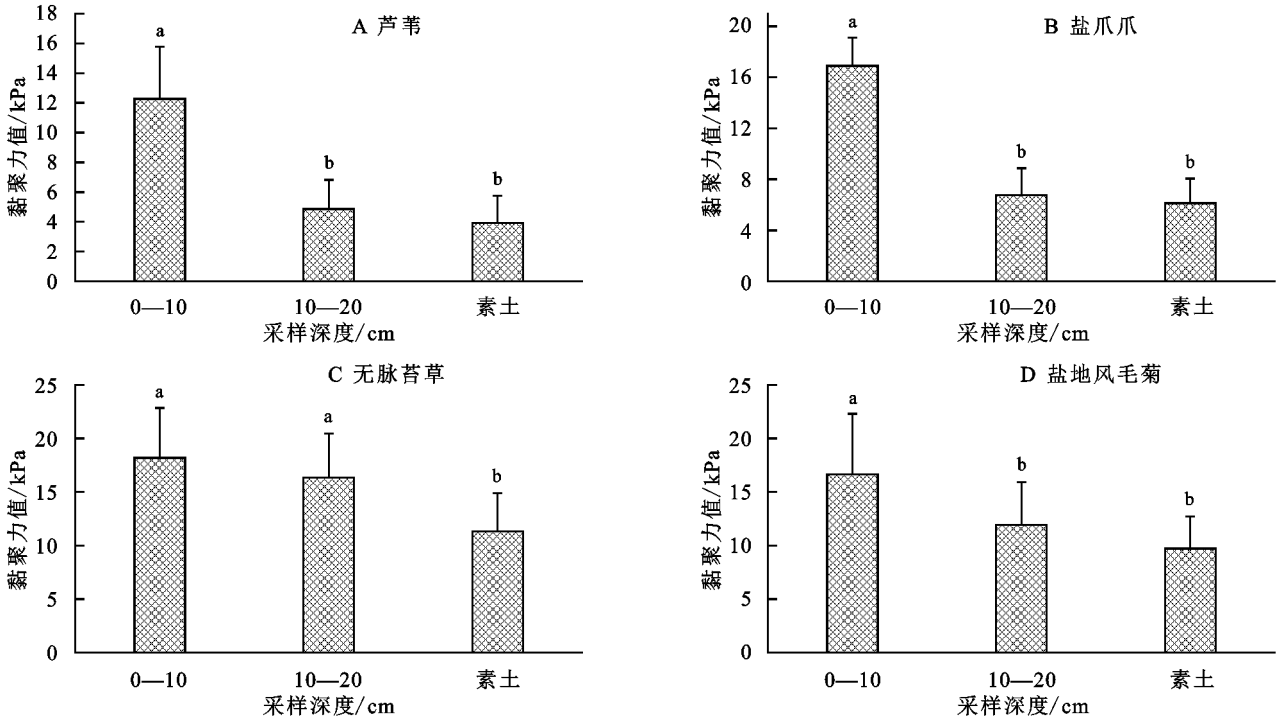 A 芦苇
黏聚力值/kPa
18
16
14
12
10
8
6
4
2
0
a
b
b
0—10
10—20
素土
采样深度/cm
B 盐爪爪
黏聚力值/kPa
20
16
12
8
4
0
a
b
b
0—10
10—20
素土
采样深度/cm
C 无脉苔草
黏聚力值/kPa
25
20
15
10
5
0
a
a
b
0—10
10—20
素土
采样深度/cm
D 盐地风毛菊
黏聚力值/kPa
25
20
15
10
5
0
a
b
b
0—10
10—20
素土
采样深度/cm